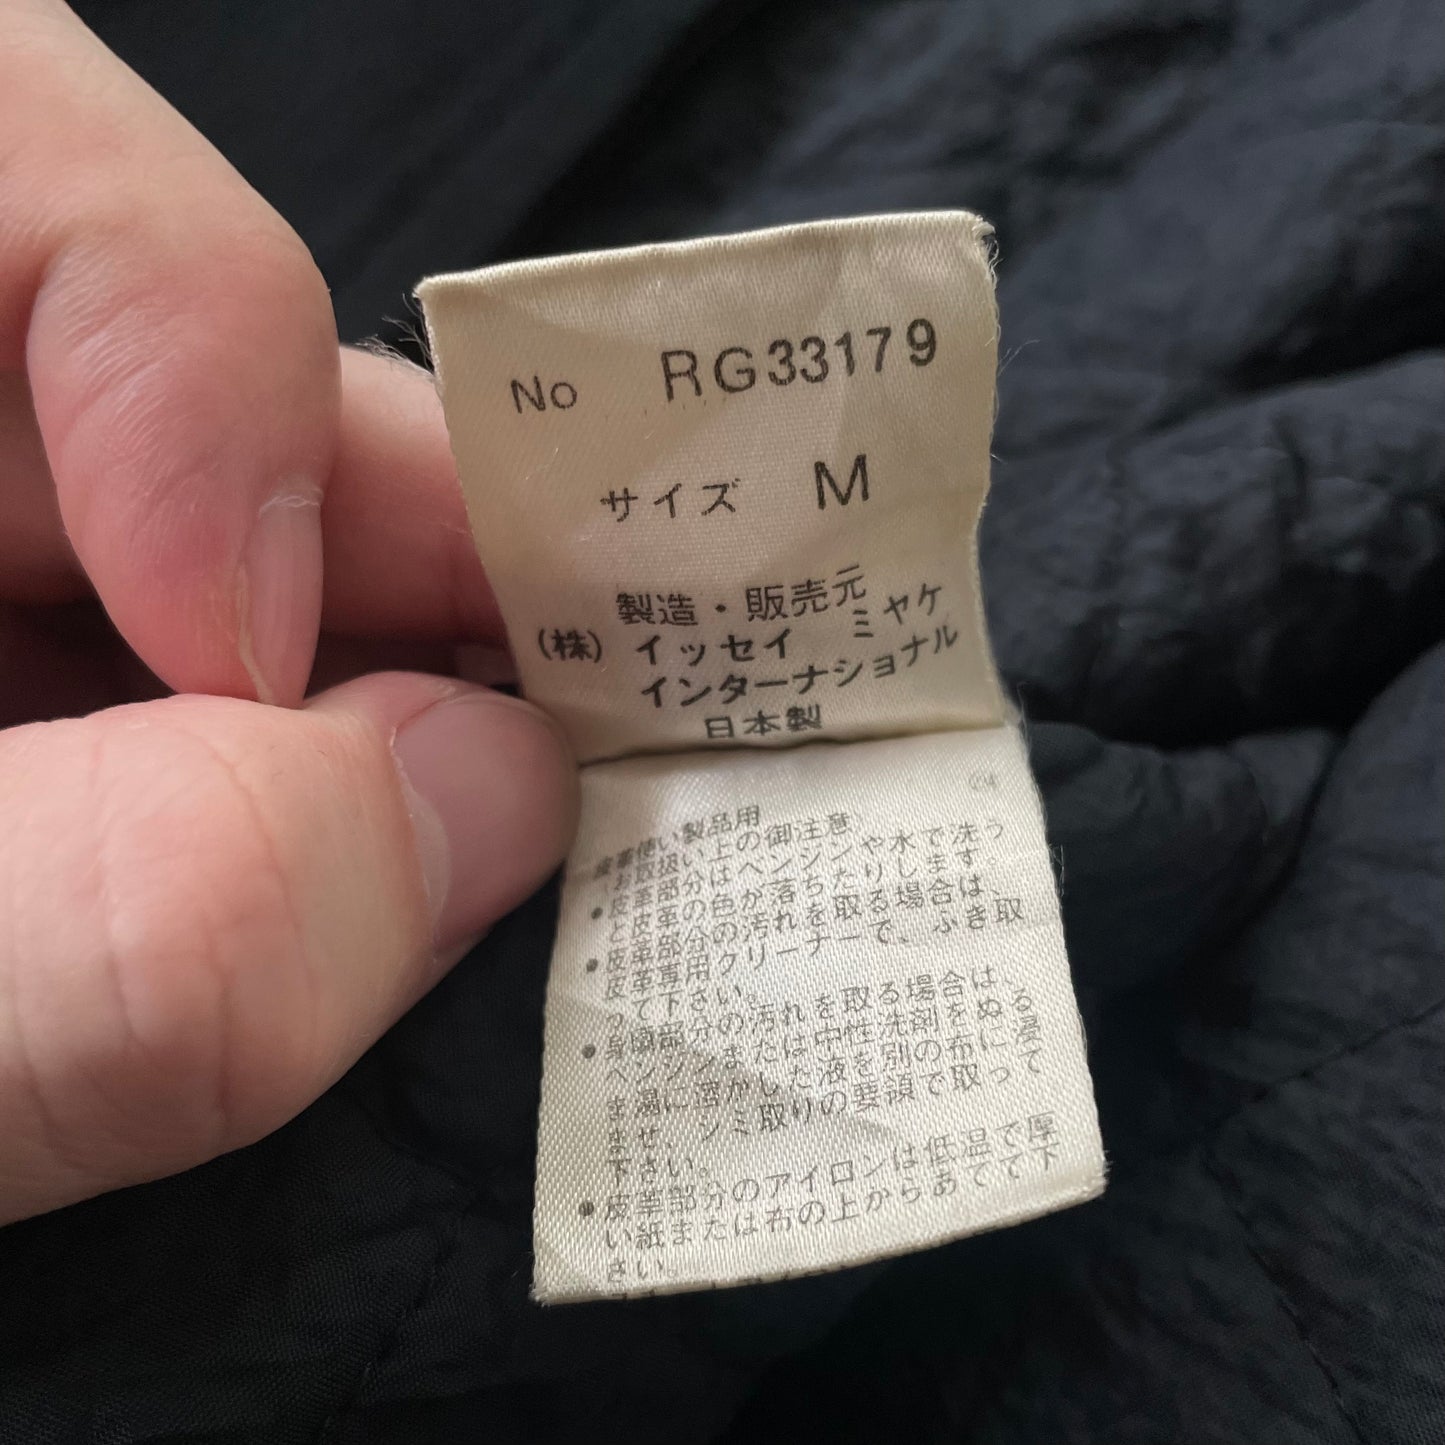 No RG33179
サイズ M
製造・販売元
(株) イッセイ ミヤケ
インターナショナル
日本製
皮革使い製品用
お取扱い上の御注意
●皮革部分はベンジンや水で洗う
と皮革の色が落ちたりします。
●皮革部分の汚れを取る場合は、
皮革専用クリーナーで、ふき取
って下さい。
●身頃部分の汚れを取る場合は、
ベンジンまたは中性洗剤をぬる
ま湯に溶かした液を別の布に浸
ませ、シミ取りの要領で取って
下さい。
●皮革部分のアイロンは低温で厚
い紙または布の上からあてて下
さい。